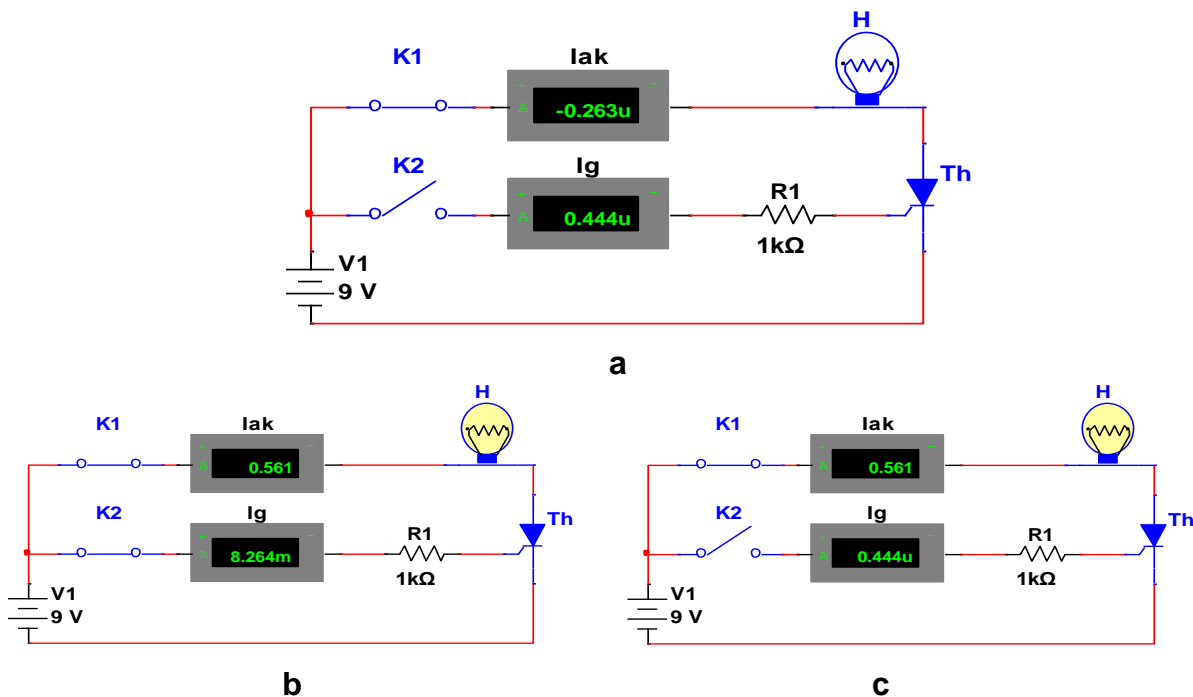 H
K1
Iak
-0.263u
+
-
A
K2
Ig
Th
R1
+
-
A
0.444u
1kΩ
V1
9 V
a
H
K1
Iak
+
-
A
0.561
K2
Ig
Th
R1
+
-
A
8.264m
1kΩ
V1
9 V
b
H
K1
Iak
+
-
A
0.561
K2
Ig
Th
R1
+
-
A
0.444u
1kΩ
V1
9 V
c